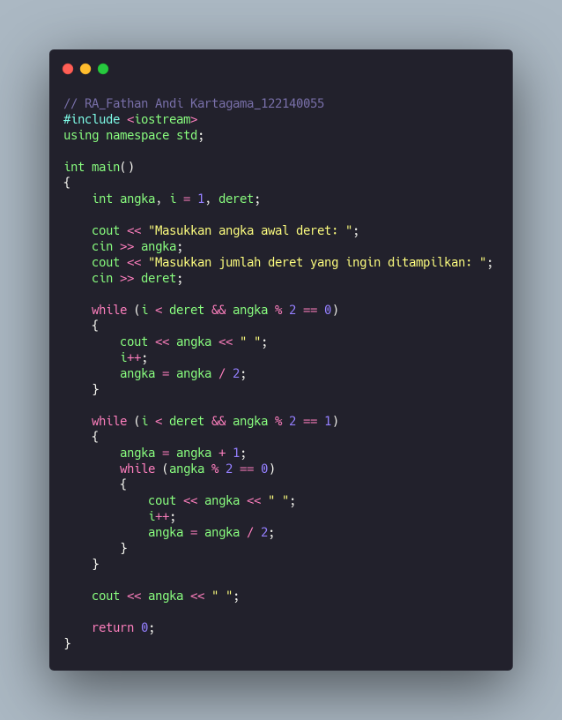 // RA_Fathan Andi Kartagama_122140055
#include <iostream>
using namespace std;
int main()
{
    int angka, i = 1, deret;
    cout << "Masukkan angka awal deret: ";
    cin >> angka;
    cout << "Masukkan jumlah deret yang ingin ditampilkan: ";
    cin >> deret;
    while (i < deret && angka % 2 == 0)
    {
        cout << angka << " ";
        i++;
        angka = angka / 2;
    }
    while (i < deret && angka % 2 == 1)
    {
        angka = angka + 1;
        while (angka % 2 == 0)
        {
            cout << angka << " ";
            i++;
            angka = angka / 2;
        }
    }
    cout << angka << " ";
    return 0;
}